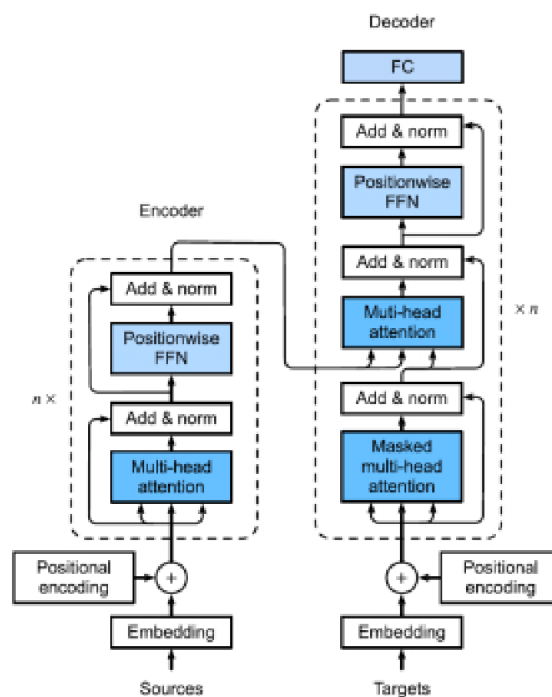 Decoder
FC
Add & norm
Positionwise
FFN
Add & norm
Muti-head
attention
× n
Add & norm
Masked
multi-head
attention
Positional
encoding
Embedding
Targets
Encoder
Add & norm
Positionwise
FFN
n ×
Add & norm
Multi-head
attention
Positional
encoding
Embedding
Sources